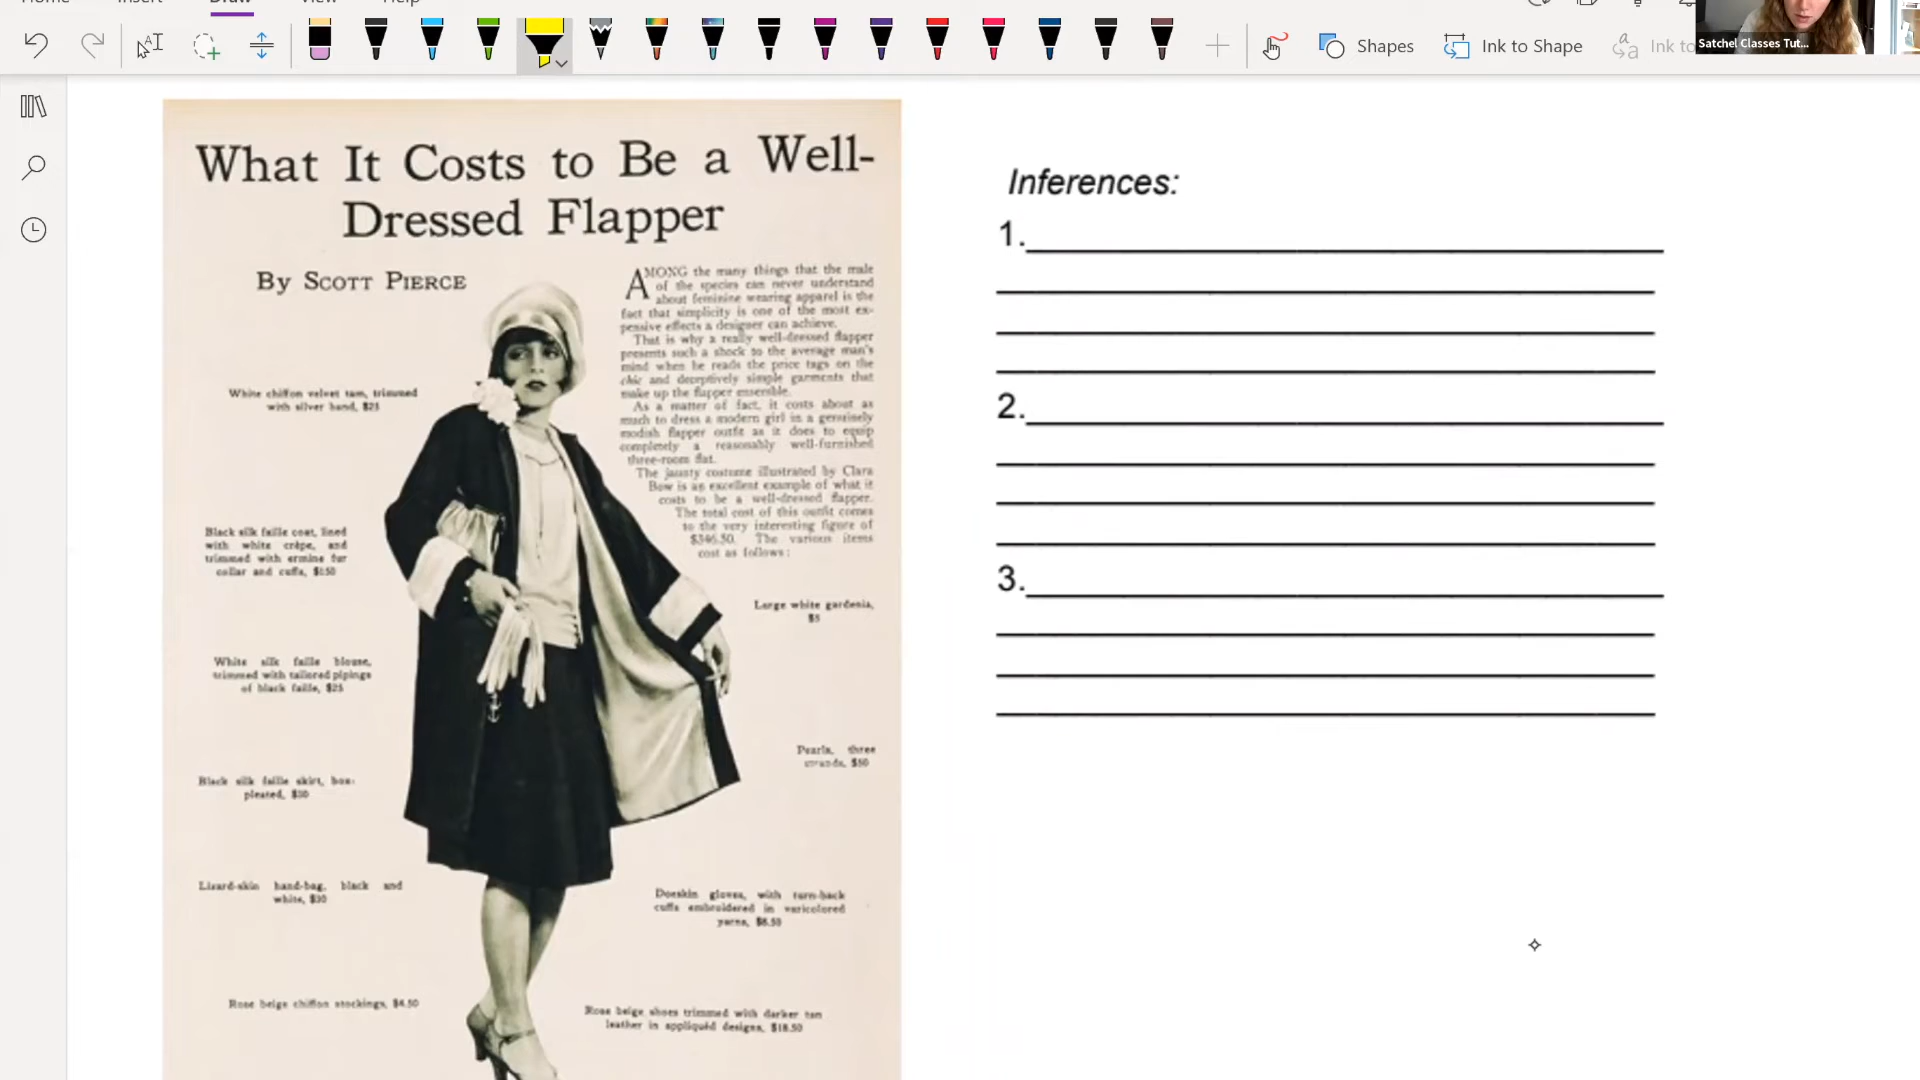 Home Insert Draw View Help
Shapes
Ink to Shape
Ink to
Satchel Classes Tut...
What It Costs to Be a Well-
Dressed Flapper
By SCOTT PIERCE
AMONG the many things that the male
of the species can never understand
about feminine wearing apparel is the
fact that simplicity is one of the most ex-
pensive effects a designer can achieve.
That is why a really well-dressed flapper
presents such a shock to the average man's
mind when he reads the price tags on the
chic and deceptively simple garments that
make up the flapper ensemble.
As a matter of fact, it costs about as
much to dress a modern girl in a genuinely
modish flapper outfit as it does to equip
completely a reasonably well-furnished
three-room flat.
The jaunty costume illustrated by Clara
Bow is an excellent example of what it
costs to be a well-dressed flapper.
The total cost of this outfit comes
to the very interesting figure of
$346.50. The various items
cost as follows:
White chiffon velvet tam, trimmed
with silver band, $25
Black silk faille coat, lined
with white crêpe, and
trimmed with ermine fur
collar and cuffs, $150
White silk faille blouse,
trimmed with tailored pipings
of black faille, $25
Black silk faille skirt, box-
pleated, $30
Lizard-skin hand-bag, black and
white, $30
Rose beige chiffon stockings, $4.50
Large white gardenia,
$5
Pearls, three
strands, $50
Doeskin gloves, with turn-back
cuffs embroidered in varicolored
yarns, $8.50
Rose beige shoes trimmed with darker tan
leather in appliquéd designs, $18.50
Inferences:
1.
2.
3.